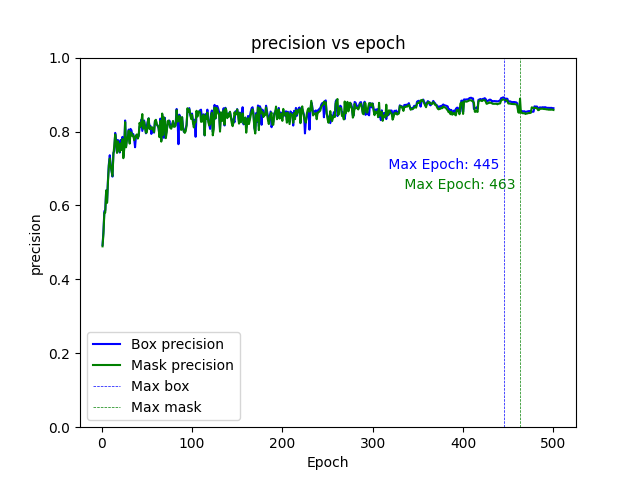 precision vs epoch
1.0
0.8
0.6
0.4
0.2
0.0
precision
Max Epoch: 445
Max Epoch: 463
Box precision
Mask precision
Max box
Max mask
0 100 200 300 400 500
Epoch